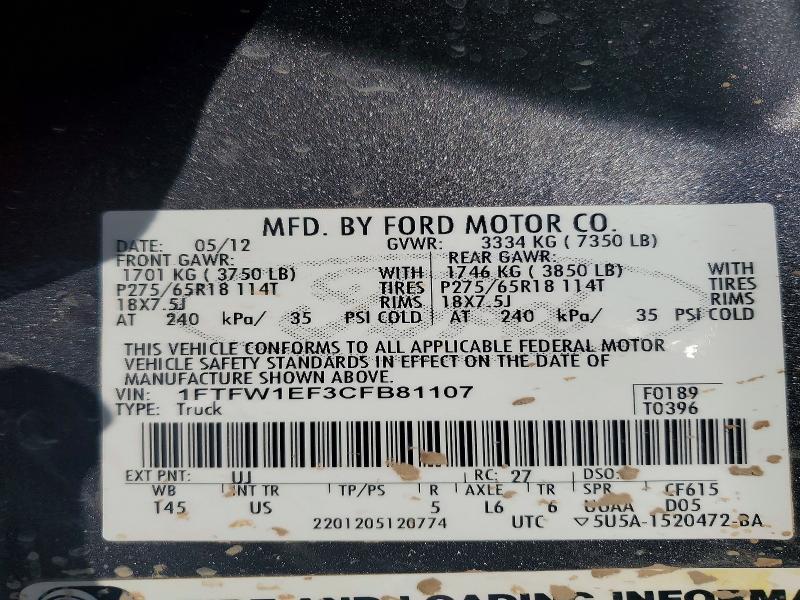 MFD. BY FORD MOTOR CO.
DATE: 05/12 GVWR: 3334 KG ( 7350 LB)
FRONT GAWR: REAR GAWR:
1701 KG ( 3750 LB) WITH 1746 KG ( 3850 LB) WITH
P275/65R18 114T TIRES P275/65R18 114T TIRES
18X7.5J RIMS 18X7.5J RIMS
AT 240 kPa/ 35 PSI COLD AT 240 kPa/ 35 PSI COLD
THIS VEHICLE CONFORMS TO ALL APPLICABLE FEDERAL MOTOR
VEHICLE SAFETY STANDARDS IN EFFECT ON THE DATE OF
MANUFACTURE SHOWN ABOVE.
VIN: 1FTFW1EF3CFB81107 F0189
TYPE: Truck T0396
EXT PNT: UJ RC: 27 DSO:
WB INT TR TP/PS R AXLE TR SPR CF615
T45 US 5 L6 6 UUAA D05
2201205120774 UTC ▽5U5A-1520472-BA
AND LOADING